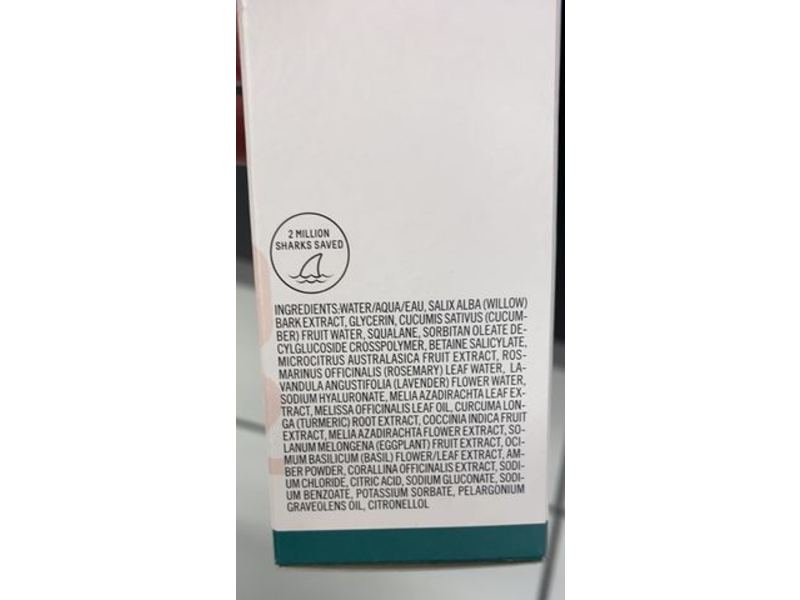 2 MILLION
SHARKS SAVED
INGREDIENTS:WATER/AQUA/EAU, SALIX ALBA (WILLOW)
BARK EXTRACT, GLYCERIN, CUCUMIS SATIVUS (CUCUM-
BER) FRUIT WATER, SQUALANE, SORBITAN OLEATE DE-
CYLGLUCOSIDE CROSSPOLYMER, BETAINE SALICYLATE,
MICROCITRUS AUSTRALASICA FRUIT EXTRACT, ROS-
MARINUS OFFICINALIS (ROSEMARY) LEAF WATER, LA-
VANDULA ANGUSTIFOLIA (LAVENDER) FLOWER WATER,
SODIUM HYALURONATE, MELIA AZADIRACHTA LEAF EX-
TRACT, MELISSA OFFICINALIS LEAF OIL, CURCUMA LON-
GA (TURMERIC) ROOT EXTRACT, COCCINIA INDICA FRUIT
EXTRACT, MELIA AZADIRACHTA FLOWER EXTRACT, SO-
LANUM MELONGENA (EGGPLANT) FRUIT EXTRACT, OCI-
MUM BASILICUM (BASIL) FLOWER/LEAF EXTRACT, AM-
BER POWDER, CORALLINA OFFICINALIS EXTRACT, SODI-
UM CHLORIDE, CITRIC ACID, SODIUM GLUCONATE, SODI-
UM BENZOATE, POTASSIUM SORBATE, PELARGONIUM
GRAVEOLENS OIL, CITRONELLOL